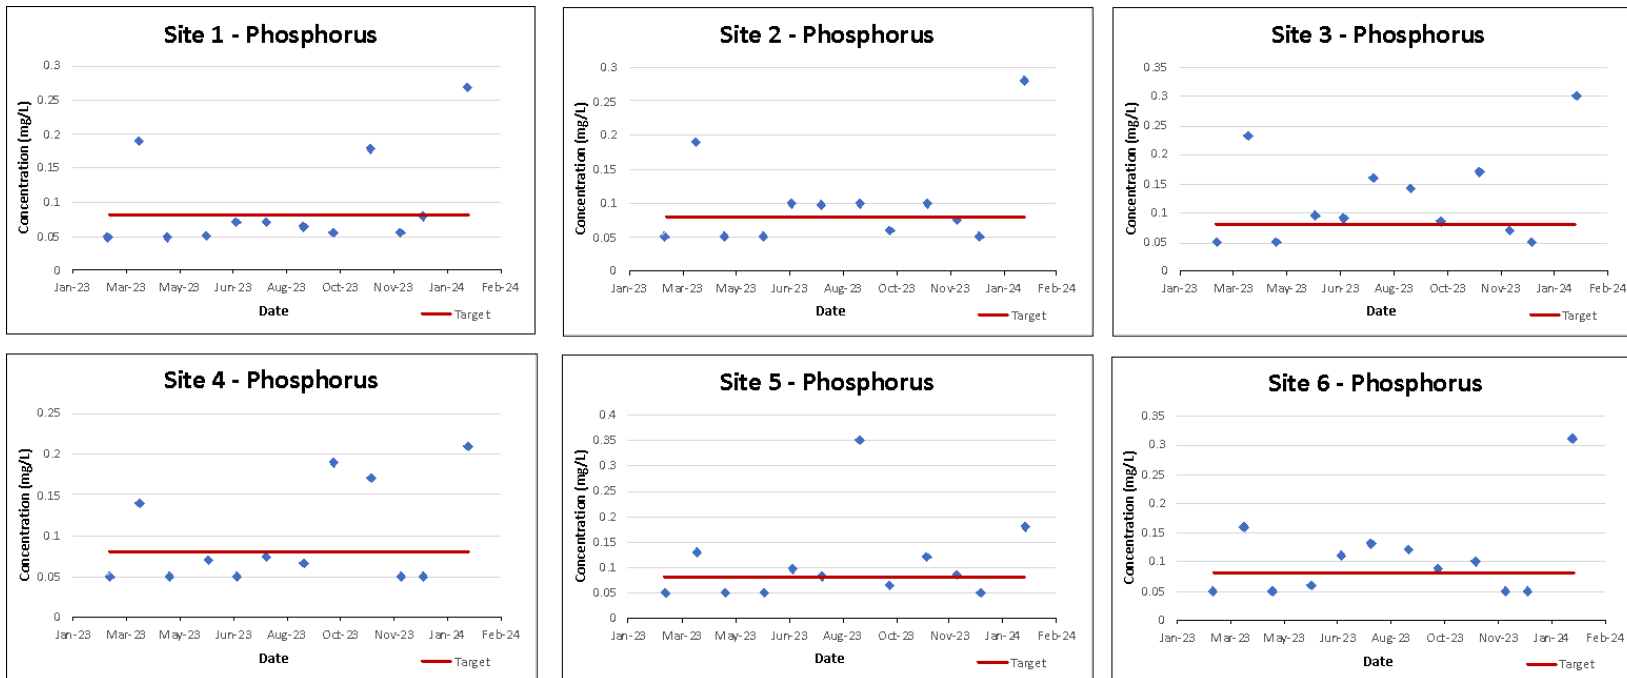 Site 1 - Phosphorus
Concentration (mg/L)
0.3
0.25
0.2
0.15
0.1
0.05
0
Jan-23 Mar-23 May-23 Jun-23 Aug-23 Oct-23 Nov-23 Jan-24 Feb-24
Date
Target
Site 2 - Phosphorus
Concentration (mg/L)
0.3
0.25
0.2
0.15
0.1
0.05
0
Jan-23 Mar-23 May-23 Jun-23 Aug-23 Oct-23 Nov-23 Jan-24 Feb-24
Date
Target
Site 3 - Phosphorus
Concentration (mg/L)
0.35
0.3
0.25
0.2
0.15
0.1
0.05
0
Jan-23 Mar-23 May-23 Jun-23 Aug-23 Oct-23 Nov-23 Jan-24 Feb-24
Date
Target
Site 4 - Phosphorus
Concentration (mg/L)
0.25
0.2
0.15
0.1
0.05
0
Jan-23 Mar-23 May-23 Jun-23 Aug-23 Oct-23 Nov-23 Jan-24 Feb-24
Date
Target
Site 5 - Phosphorus
Concentration (mg/L)
0.4
0.35
0.3
0.25
0.2
0.15
0.1
0.05
0
Jan-23 Mar-23 May-23 Jun-23 Aug-23 Oct-23 Nov-23 Jan-24 Feb-24
Date
Target
Site 6 - Phosphorus
Concentration (mg/L)
0.35
0.3
0.25
0.2
0.15
0.1
0.05
0
Jan-23 Mar-23 May-23 Jun-23 Aug-23 Oct-23 Nov-23 Jan-24 Feb-24
Date
Target